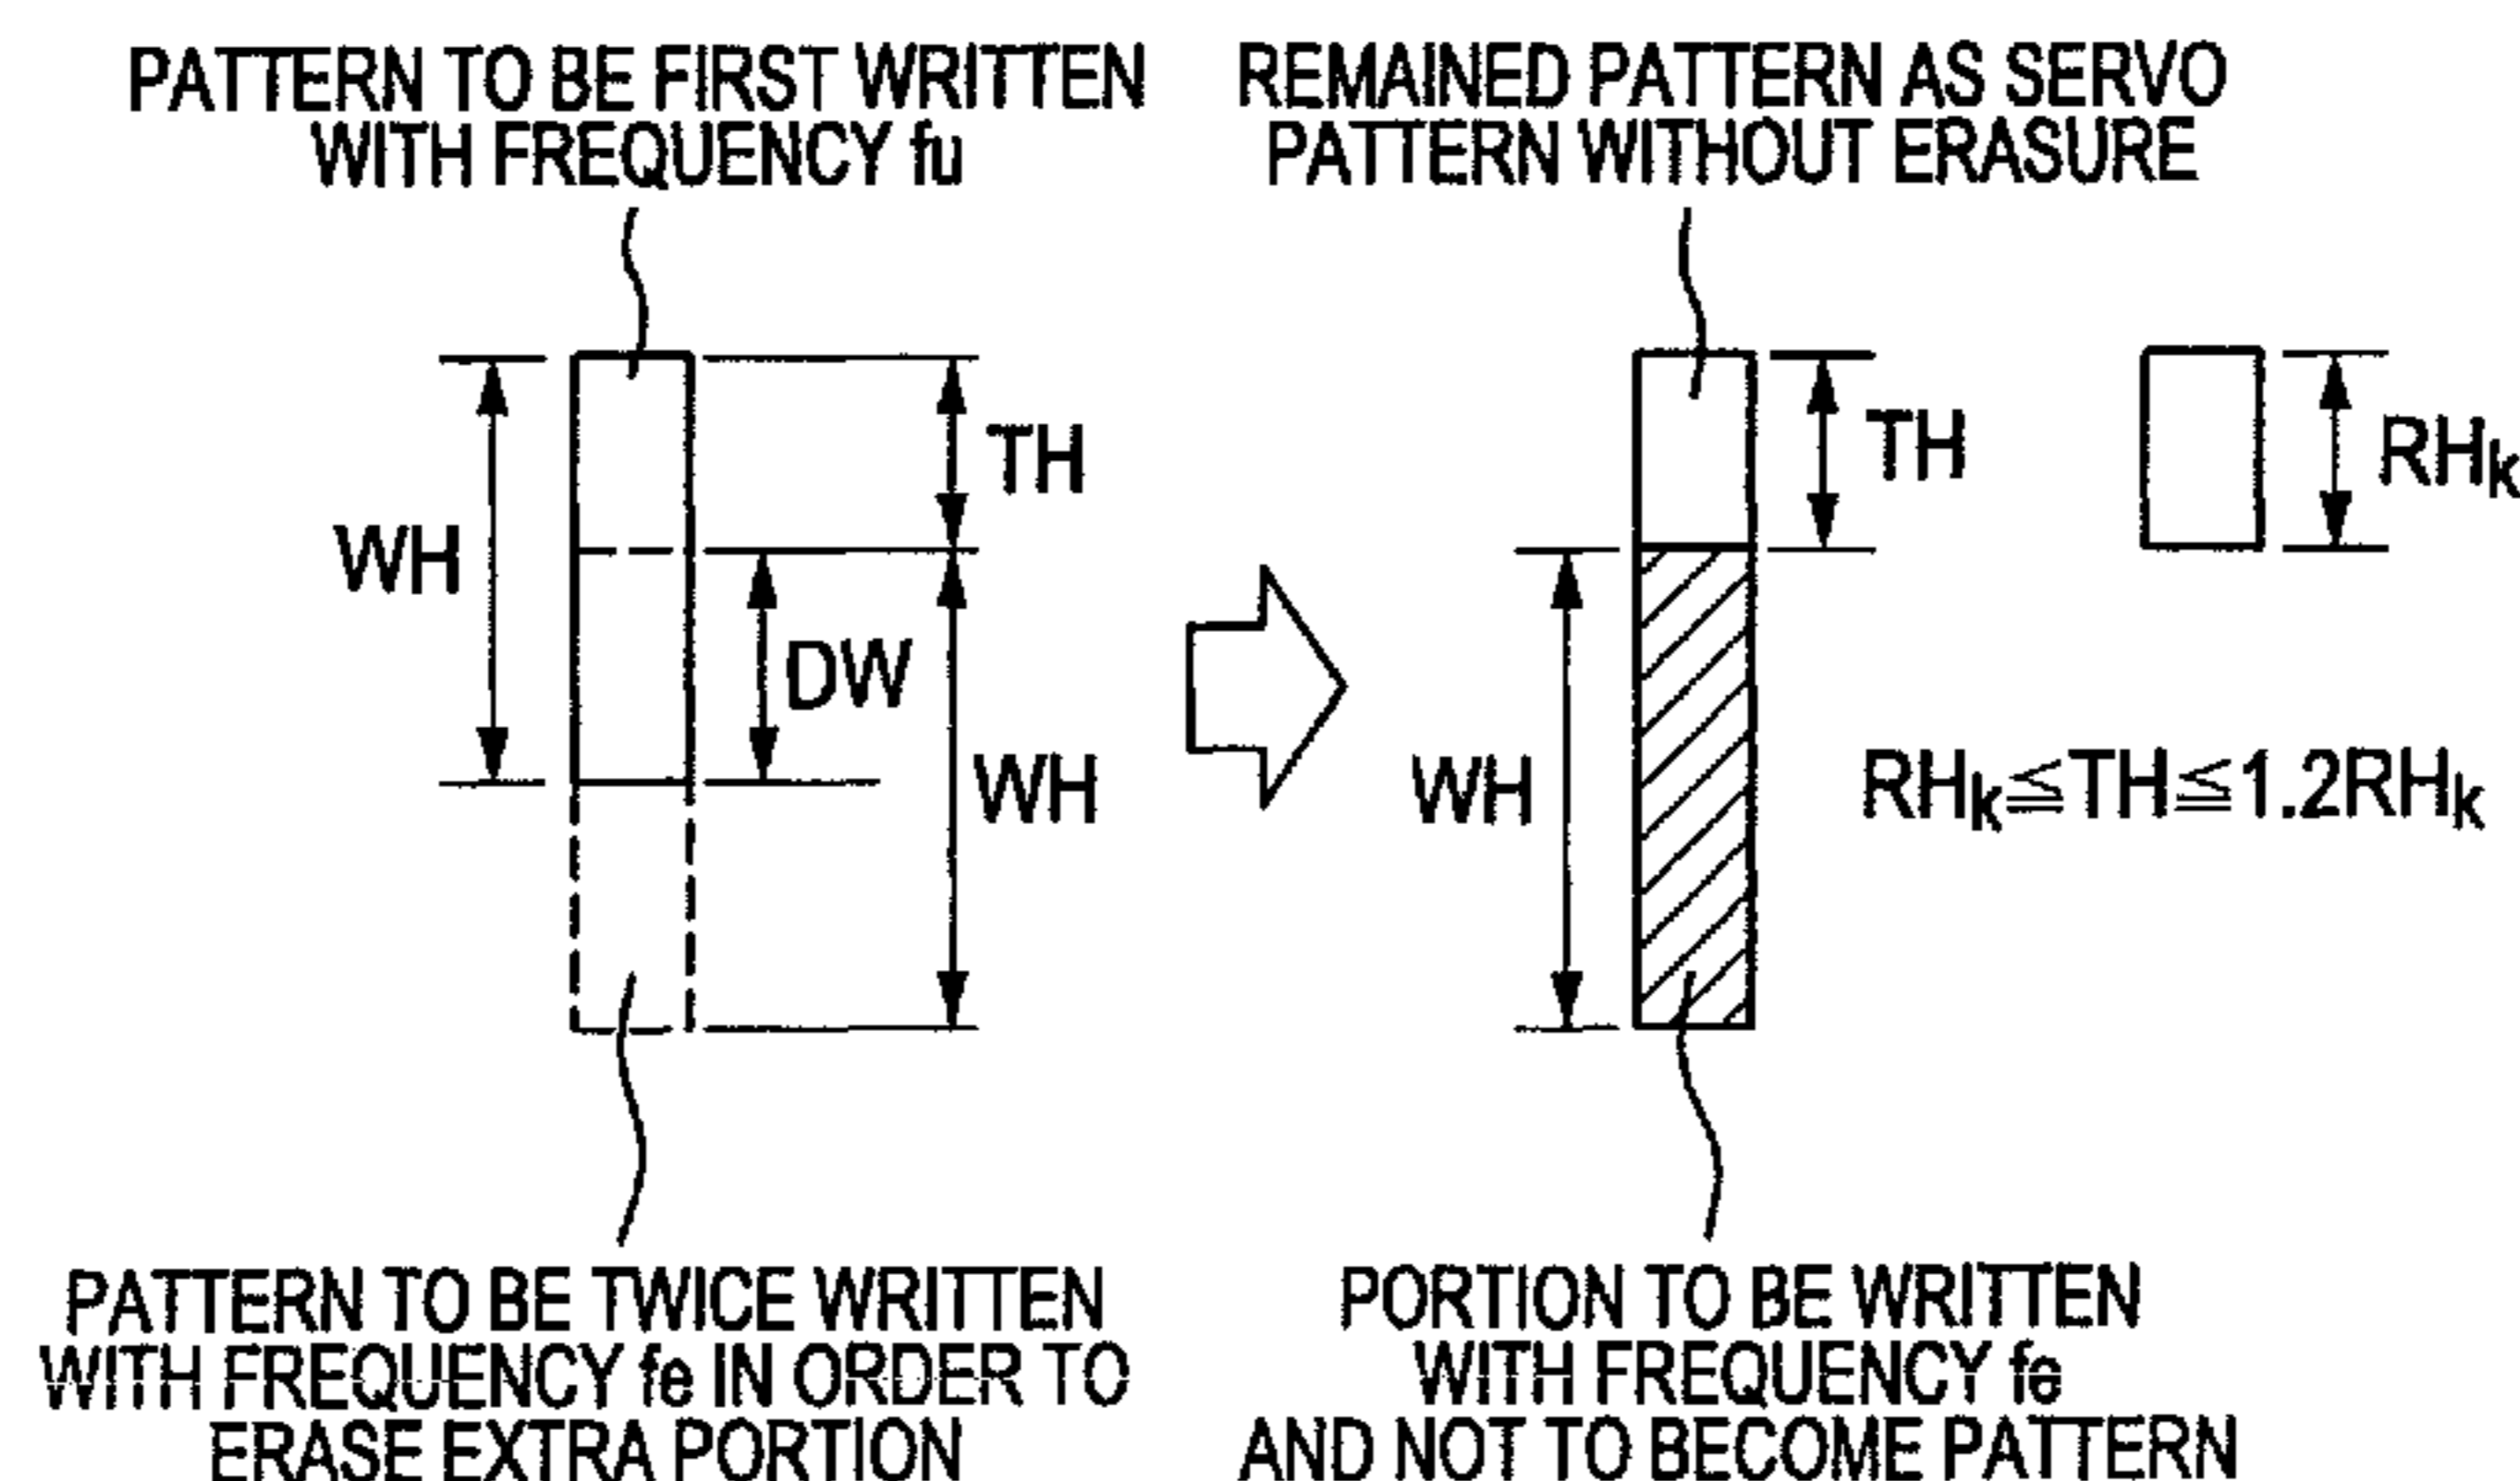 PATTERN TO BE FIRST WRITTEN
WITH FREQUENCY fu
REMAINED PATTERN AS SERVO
PATTERN WITHOUT ERASURE
WH
TH
DW
WH
TH
RHk
WH
RHk≦TH≦1.2RHk
PATTERN TO BE TWICE WRITTEN
WITH FREQUENCY fe IN ORDER TO
ERASE EXTRA PORTION
PORTION TO BE WRITTEN
WITH FREQUENCY fe
AND NOT TO BECOME PATTERN